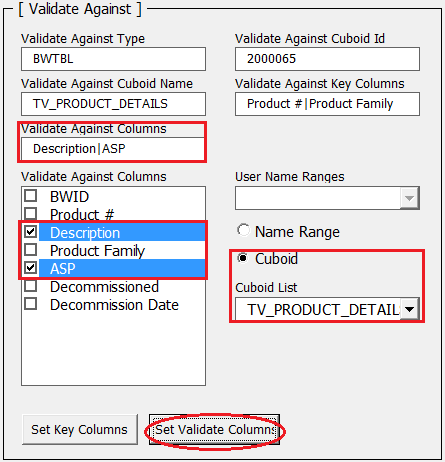 [ Validate Against ]
Validate Against Type
Validate Against Cuboid Id
BWTBL
2000065
Validate Against Cuboid Name
Validate Against Key Columns
TV_PRODUCT_DETAILS
Product #|Product Family
Validate Against Columns
Description|ASP
Validate Against Columns
User Name Ranges
BWID
Product #
Description
Product Family
ASP
Decommissioned
Decommission Date
Name Range
Cuboid
Cuboid List
TV_PRODUCT_DETAIL
Set Key Columns
Set Validate Columns